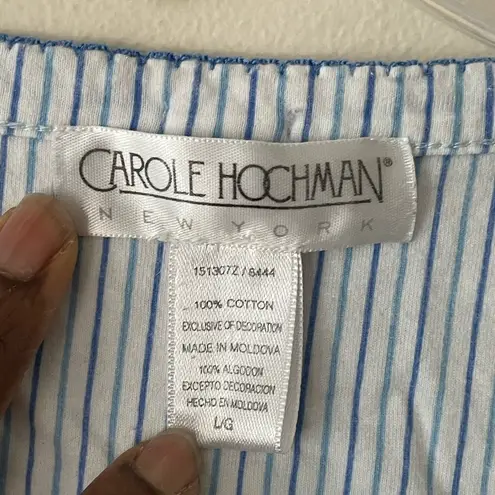 CAROLE HOCHMAN®
NEW YORK
151307Z / 6444
100% COTTON
EXCLUSIVE OF DECORATION
MADE IN MOLDOVA
100% ALGODON
EXCEPTO DECORACION
HECHO EN MOLDOVA
L/G